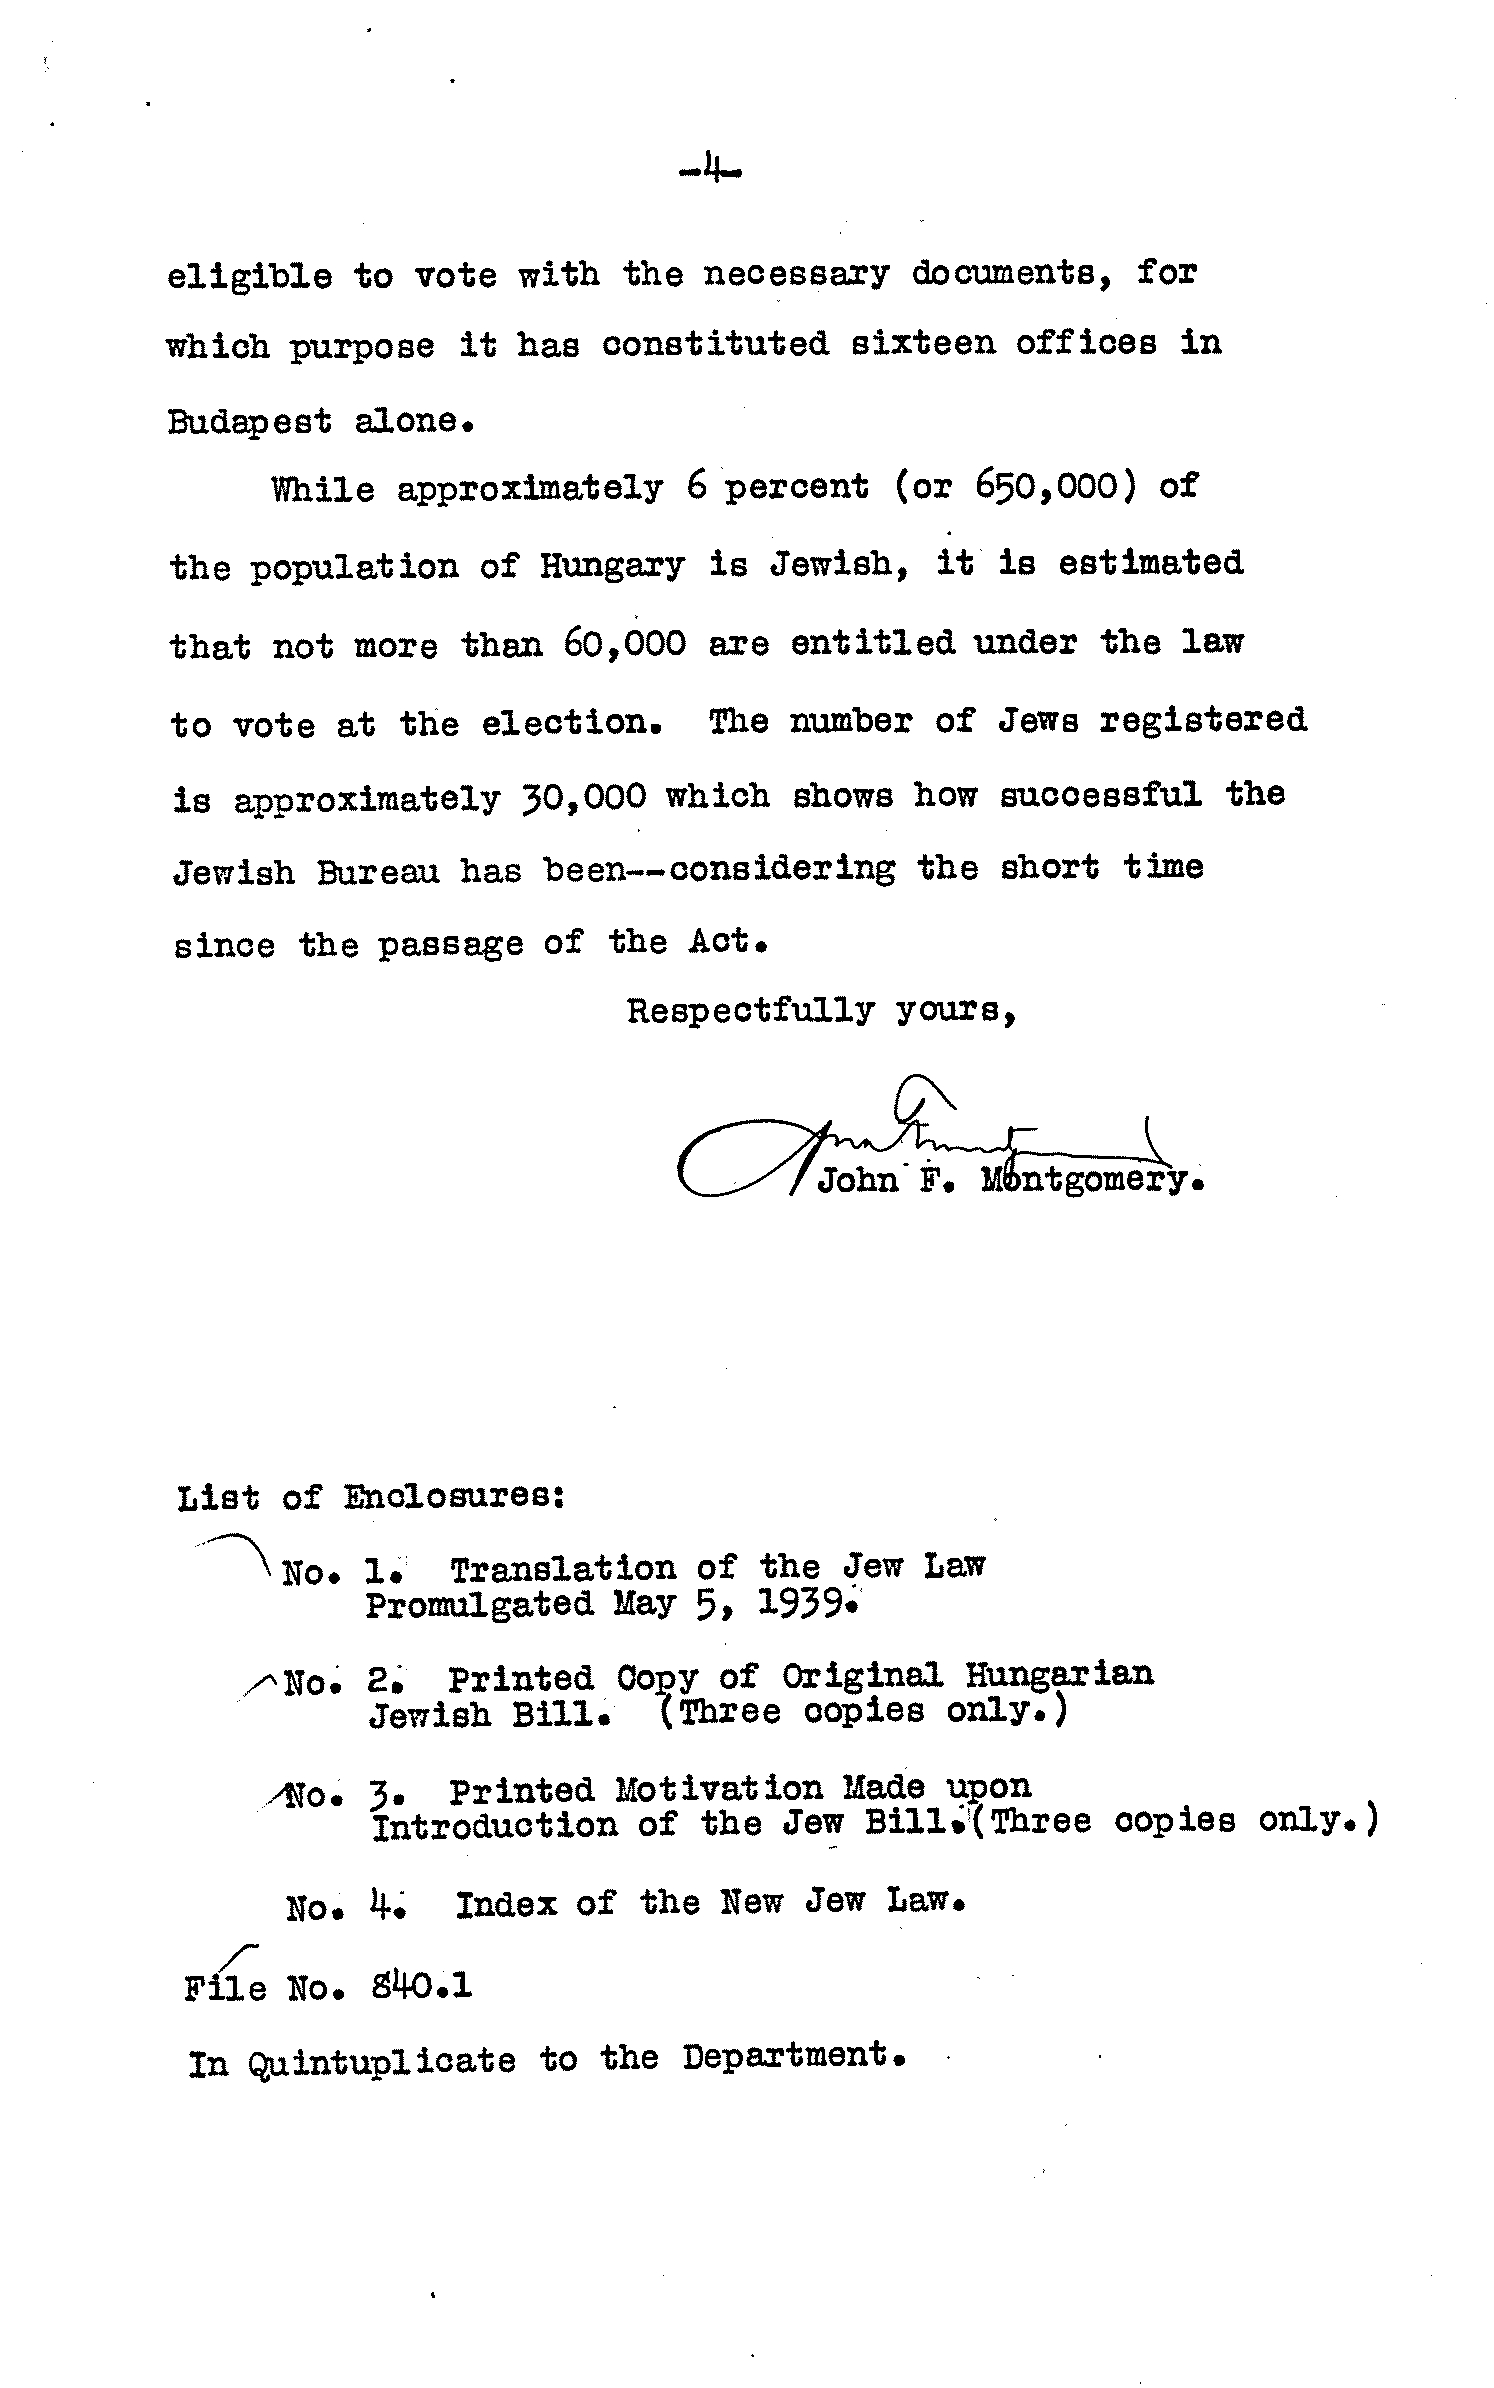 -4-
eligible to vote with the necessary documents, for
which purpose it has constituted sixteen offices in
Budapest alone.
While approximately 6 percent (or 650,000) of
the population of Hungary is Jewish, it is estimated
that not more than 60,000 are entitled under the law
to vote at the election. The number of Jews registered
is approximately 30,000 which shows how successful the
Jewish Bureau has been--considering the short time
since the passage of the Act.
Respectfully yours,
John F. Montgomery.
List of Enclosures:
No. 1. Translation of the Jew Law
Promulgated May 5, 1939.
No. 2. Printed Copy of Original Hungarian
Jewish Bill. (Three copies only.)
No. 3. Printed Motivation Made upon
Introduction of the Jew Bill.(Three copies only.)
No. 4. Index of the New Jew Law.
File No. 840.1
In Quintuplicate to the Department.